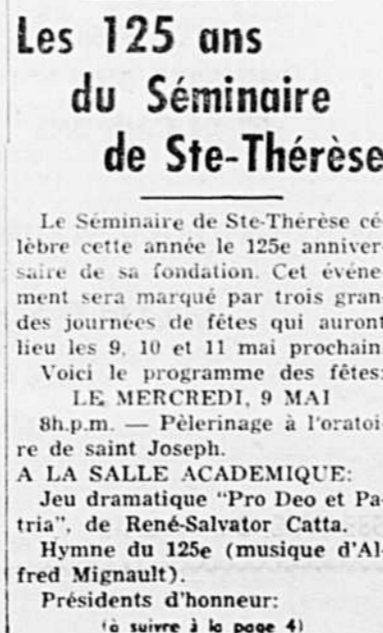 Les 125 ans
du Séminaire
de Ste-Thérèse
Le Séminaire de Ste-Thérèse cé-
lèbre cette année le 125e anniver
saire de sa fondation. Cet événe
ment sera marqué par trois gran
des journées de fêtes qui auront
lieu les 9, 10 et 11 mai prochain
Voici le programme des fêtes:
LE MERCREDI, 9 MAI
8h.p.m. — Pèlerinage à l'oratoi-
re de saint Joseph.
A LA SALLE ACADEMIQUE:
Jeu dramatique "Pro Deo et Pa-
tria", de René-Salvator Catta.
Hymne du 125e (musique d'Al-
fred Mignault).
Présidents d'honneur:
(à suivre à la page 4)